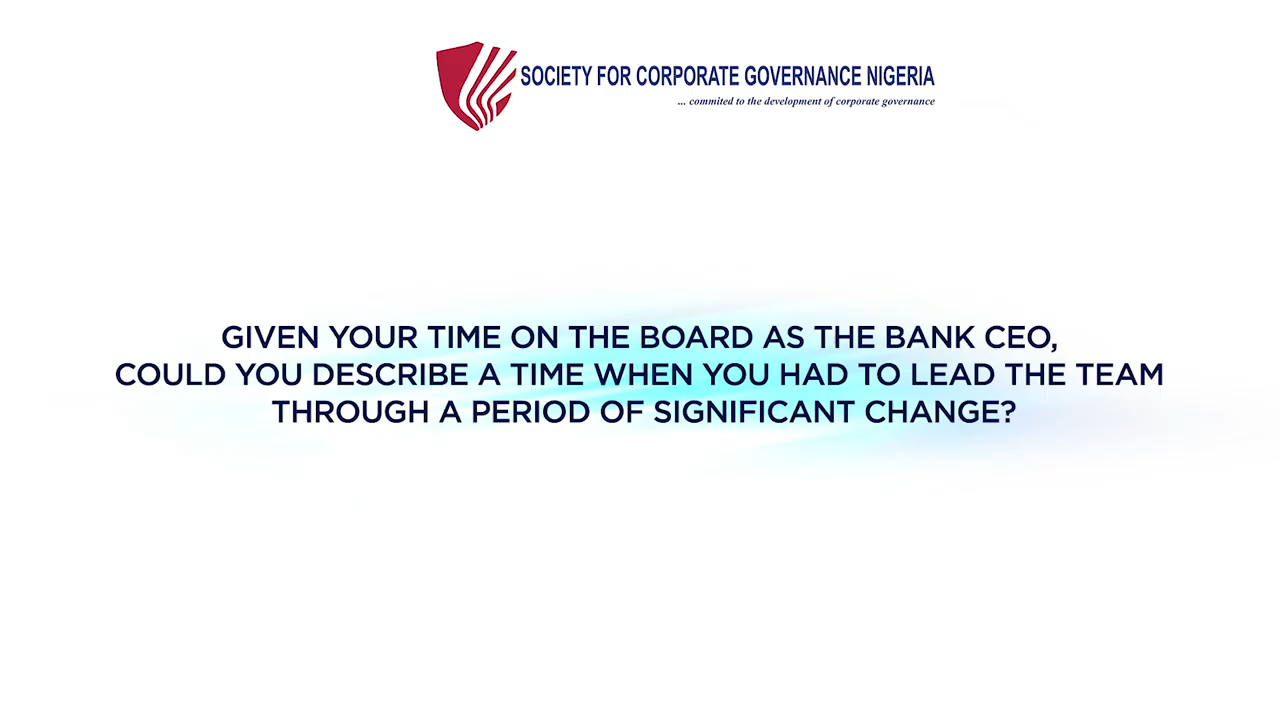 SOCIETY FOR CORPORATE GOVERNANCE NIGERIA
... commited to the development of corporate governance
GIVEN YOUR TIME ON THE BOARD AS THE BANK CEO,
COULD YOU DESCRIBE A TIME WHEN YOU HAD TO LEAD THE TEAM
THROUGH A PERIOD OF SIGNIFICANT CHANGE?